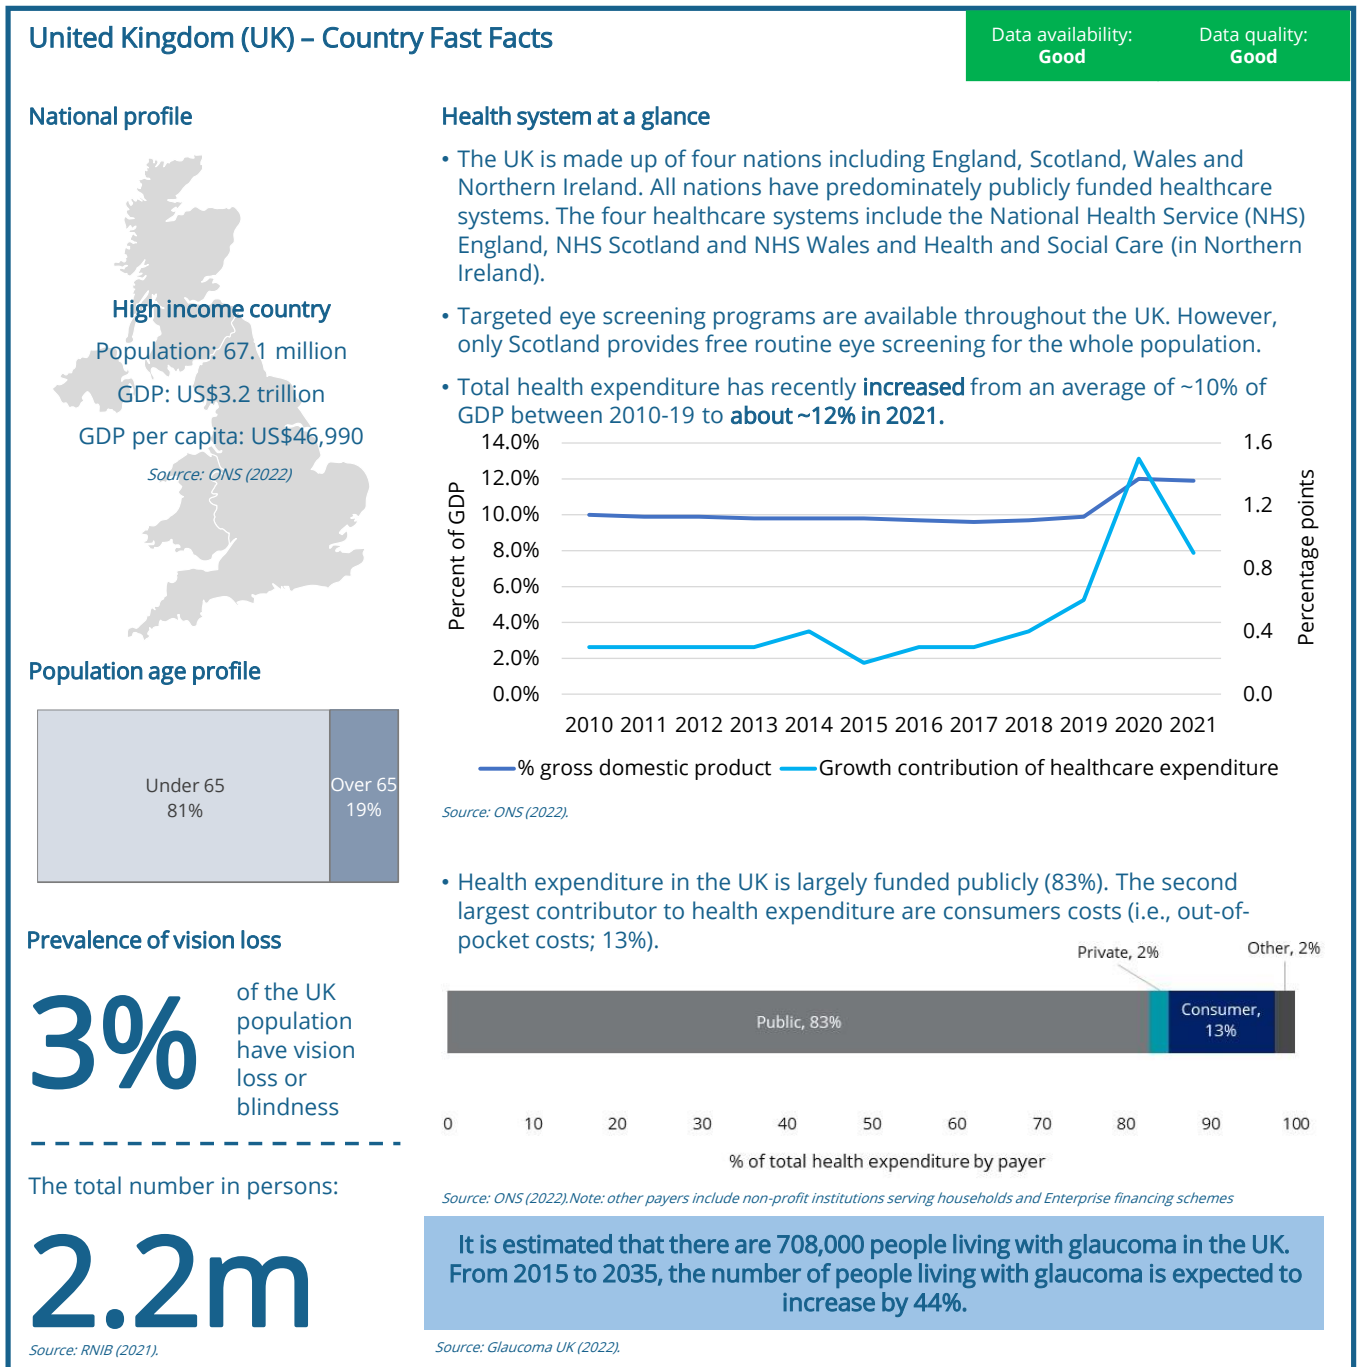 United Kingdom (UK) – Country Fast Facts
Data availability:
Good
Data quality:
Good
National profile
High income country
Population: 67.1 million
GDP: US$3.2 trillion
GDP per capita: US$46,990
Source: ONS (2022)
Population age profile
Under 65
81%
Over 65
19%
Prevalence of vision loss
3%
of the UK
population
have vision
loss or
blindness
The total number in persons:
2.2m
Source: RNIB (2021).
Health system at a glance
• The UK is made up of four nations including England, Scotland, Wales and
Northern Ireland. All nations have predominately publicly funded healthcare
systems. The four healthcare systems include the National Health Service (NHS)
England, NHS Scotland and NHS Wales and Health and Social Care (in Northern
Ireland).
• Targeted eye screening programs are available throughout the UK. However,
only Scotland provides free routine eye screening for the whole population.
• Total health expenditure has recently increased from an average of ~10% of
GDP between 2010-19 to about ~12% in 2021.
Percent of GDP
14.0%
12.0%
10.0%
8.0%
6.0%
4.0%
2.0%
0.0%
1.6
1.2
0.8
0.4
0.0
Percentage points
2010 2011 2012 2013 2014 2015 2016 2017 2018 2019 2020 2021
% gross domestic product
Growth contribution of healthcare expenditure
Source: ONS (2022).
• Health expenditure in the UK is largely funded publicly (83%). The second
largest contributor to health expenditure are consumers costs (i.e., out-of-
pocket costs; 13%).
Private, 2%
Other, 2%
Public, 83%
Consumer,
13%
0 10 20 30 40 50 60 70 80 90 100
% of total health expenditure by payer
Source: ONS (2022).Note: other payers include non-profit institutions serving households and Enterprise financing schemes
It is estimated that there are 708,000 people living with glaucoma in the UK.
From 2015 to 2035, the number of people living with glaucoma is expected to
increase by 44%.
Source: Glaucoma UK (2022).